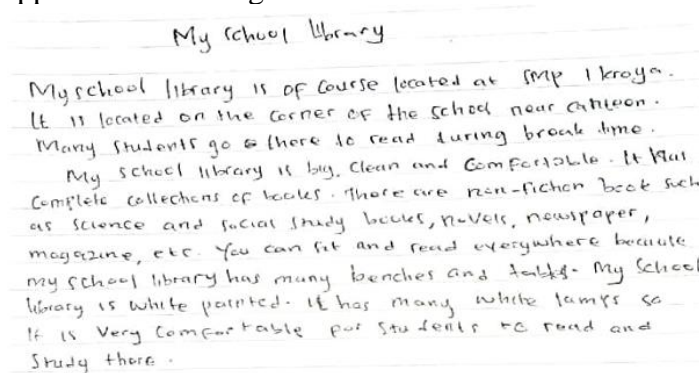 My school library
My school library is of course located at SMP 1 kroya.
It is located on the corner of the school near canteen.
Many students go there to read during break time.
My school library is big, clean and comfortable. It has
complete collections of books. There are non-fiction book such
as science and social study books, novels, newspaper,
magazine, etc. You can sit and read everywhere because
my school library has many benches and tables. My school
library is white painted. it has many white lamps so
it is very comfortable for students to read and
study there.